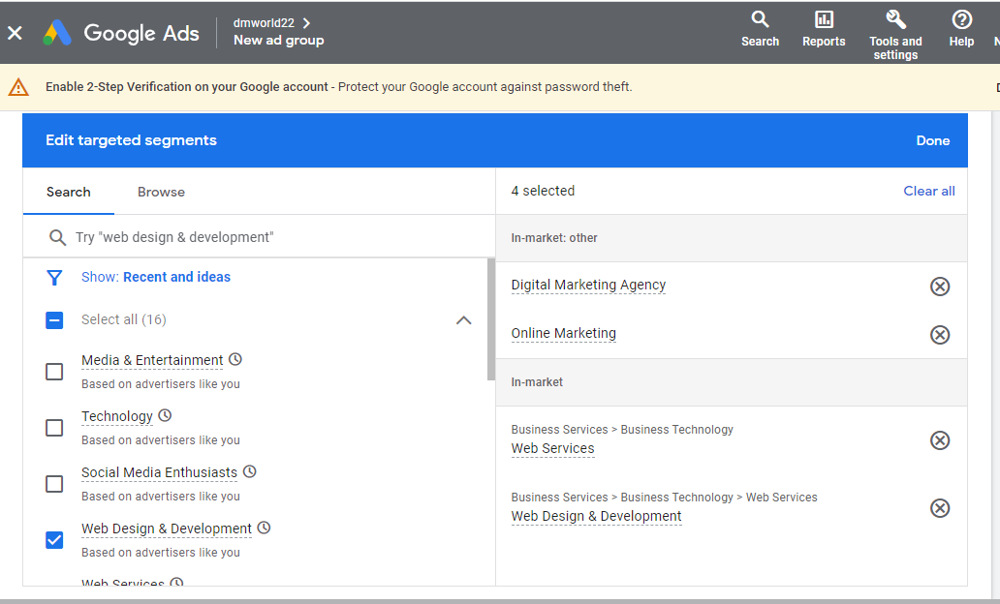 Google Ads
dmworld22
New ad group
Search
Reports
Tools and
settings
Help
Enable 2-Step Verification on your Google account - Protect your Google account against password theft.
Edit targeted segments
Done
Search
Browse
Try "web design & development"
Show: Recent and ideas
Select all (16)
Media & Entertainment
Based on advertisers like you
Technology
Based on advertisers like you
Social Media Enthusiasts
Based on advertisers like you
Web Design & Development
Based on advertisers like you
Web Services
4 selected
Clear all
In-market: other
Digital Marketing Agency
Online Marketing
In-market
Business Services > Business Technology
Web Services
Business Services > Business Technology > Web Services
Web Design & Development